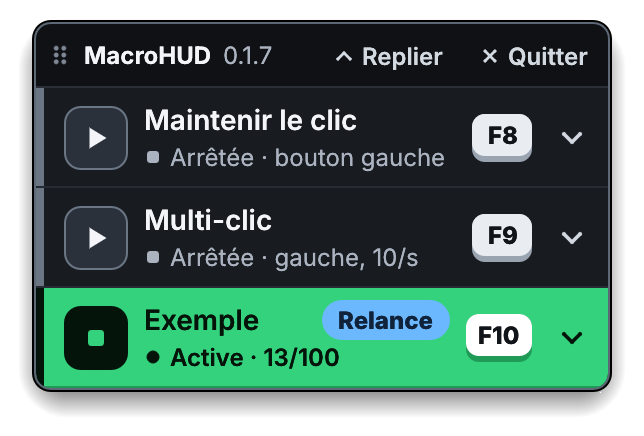 MacroHUD 0.1.7 Replier Quitter
Maintenir le clic
Arrêtée · bouton gauche
F8
Multi-clic
Arrêtée · gauche, 10/s
F9
Exemple
Relance
Active · 13/100
F10